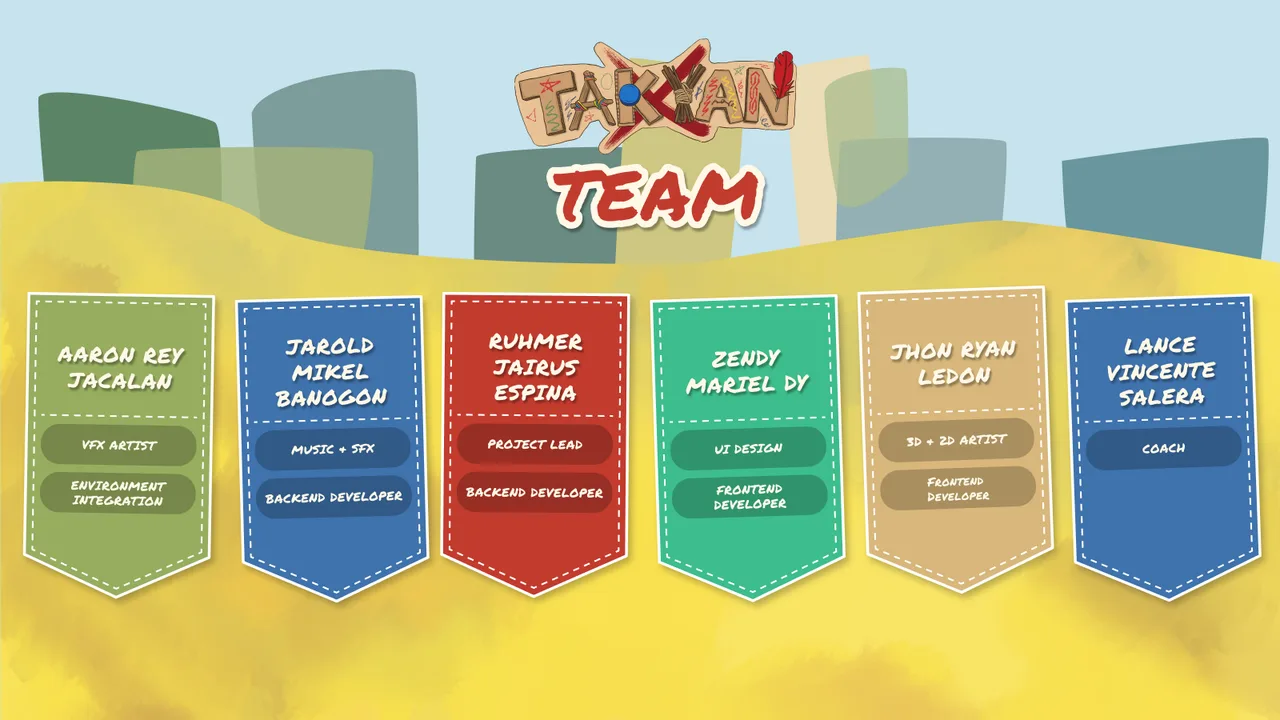 TAKYAN
TEAM
AARON REY
JACALAN
VFX ARTIST
ENVIRONMENT
INTEGRATION
JAROLD
MIKEL
BANOGON
MUSIC + SFX
BACKEND DEVELOPER
RUHMER
JAIRUS
ESPINA
PROJECT LEAD
BACKEND DEVELOPER
ZENDY
MARIEL DY
UI DESIGN
FRONTEND
DEVELOPER
JHON RYAN
LEDON
3D + 2D ARTIST
FRONTEND
DEVELOPER
LANCE
VINCENTE
SALERA
COACH